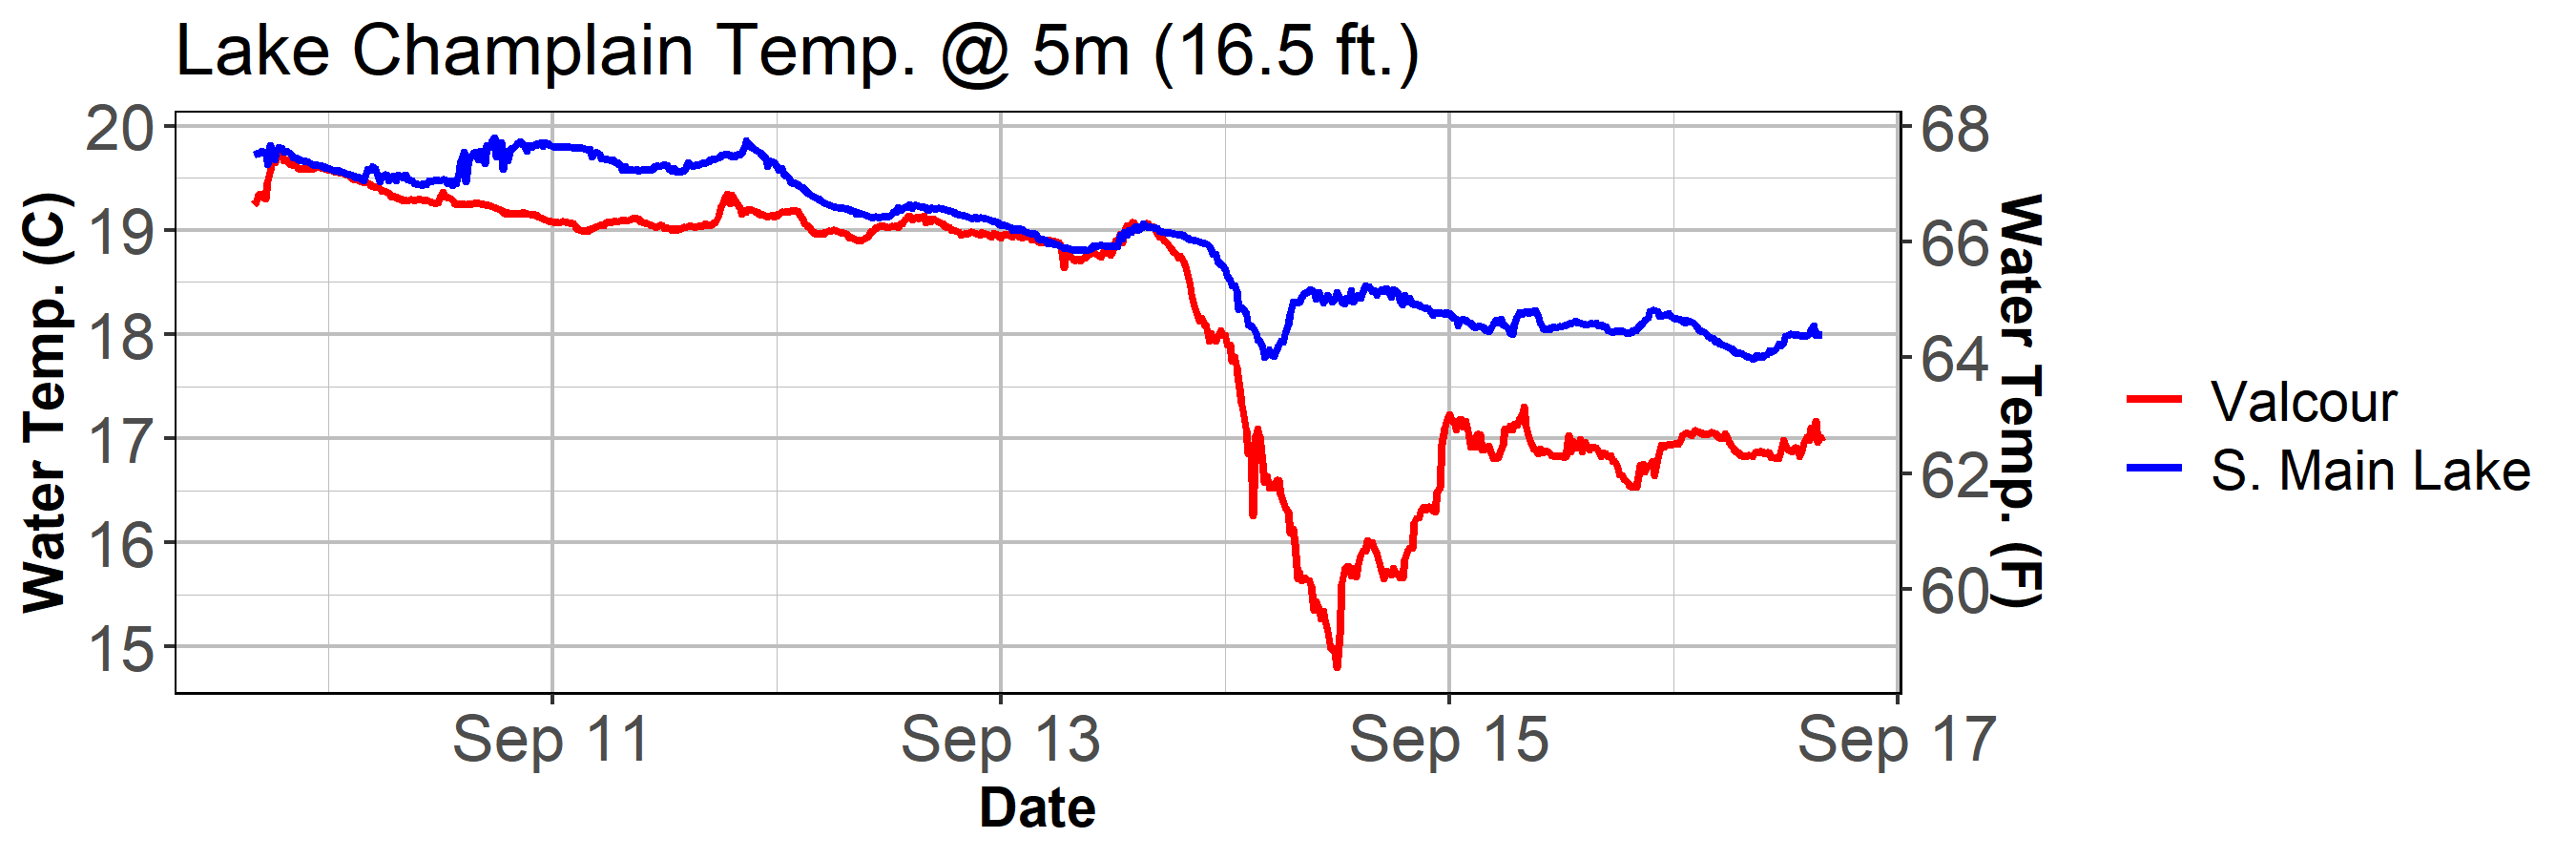 Lake Champlain Temp. @ 5m (16.5 ft.)
Water Temp. (C)
20
19
18
17
16
15
68
66
64
62
60
Water Temp. (F)
Sep 11
Sep 13
Sep 15
Sep 17
Date
Valcour
S. Main Lake